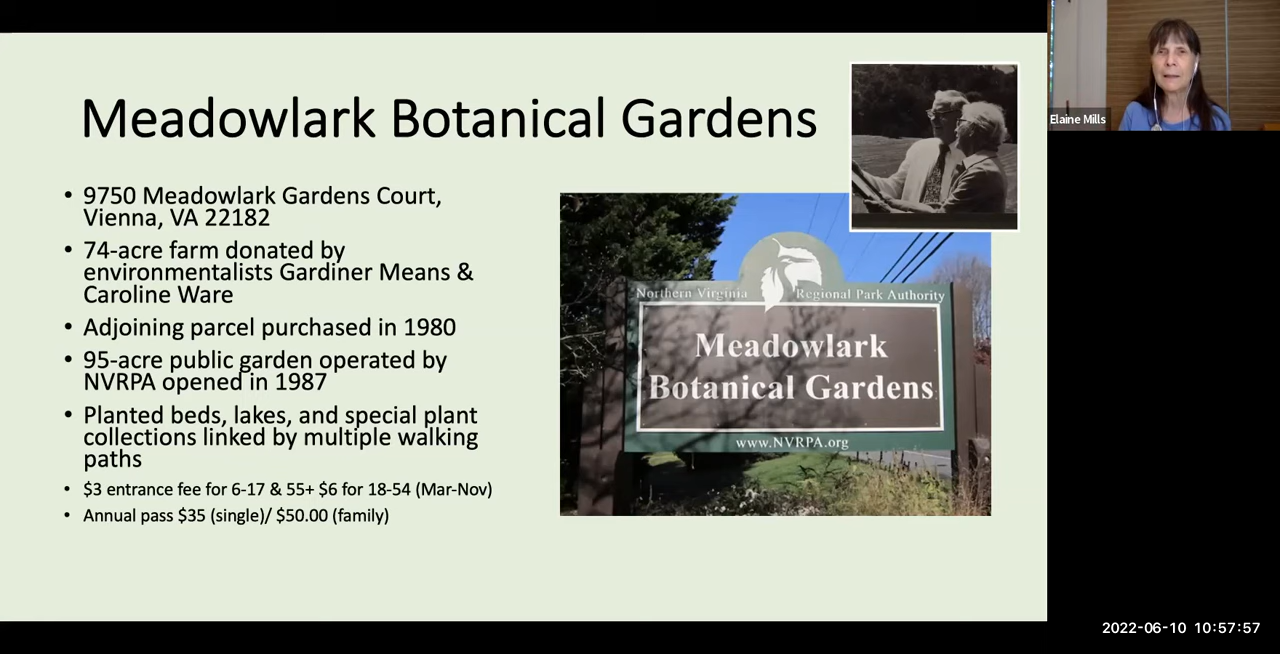 Meadowlark Botanical Gardens
• 9750 Meadowlark Gardens Court,
Vienna, VA 22182
• 74-acre farm donated by
environmentalists Gardiner Means &
Caroline Ware
• Adjoining parcel purchased in 1980
• 95-acre public garden operated by
NVRPA opened in 1987
• Planted beds, lakes, and special plant
collections linked by multiple walking
paths
• $3 entrance fee for 6-17 & 55+ $6 for 18-54 (Mar-Nov)
• Annual pass $35 (single)/ $50.00 (family)
Northern Virginia Regional Park Authority
Meadowlark
Botanical Gardens
www.NVRPA.org
Elaine Mills
2022-06-10 10:57:57